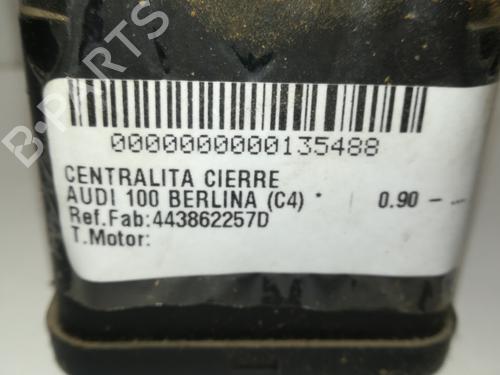 0000000000135488
CENTRALITA CIERRE
AUDI 100 BERLINA (C4) * 0.90 - ...
Ref.Fab:443862257D
T.Motor:
B-PARTS